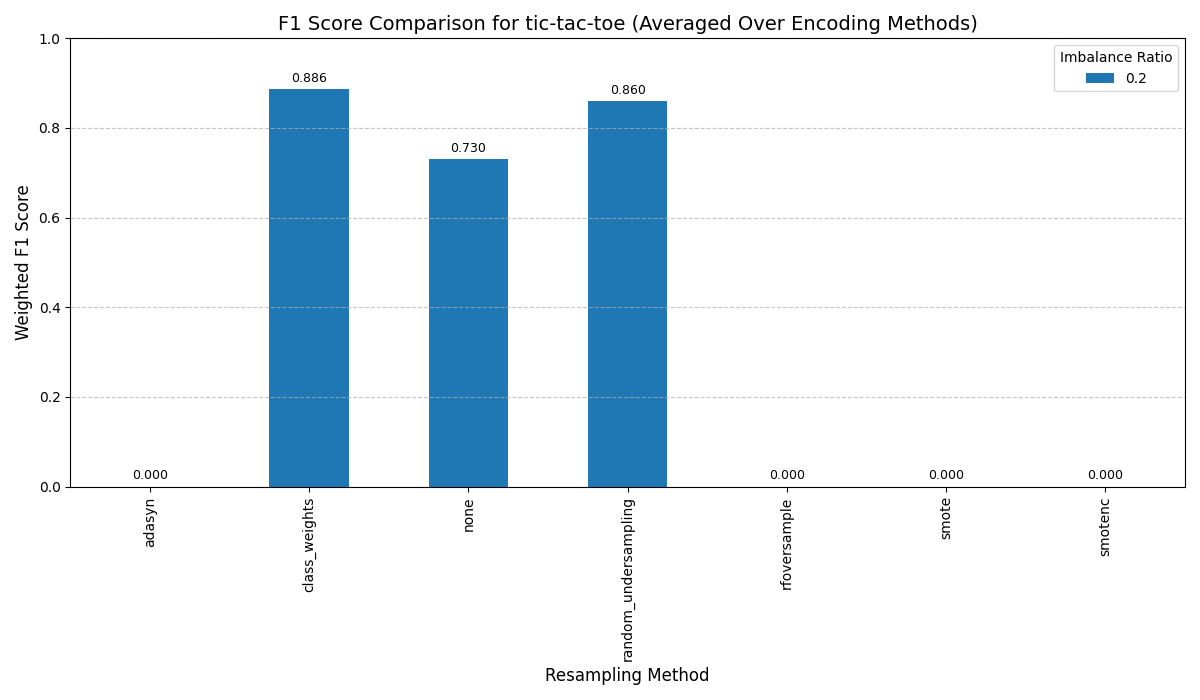 F1 Score Comparison for tic-tac-toe (Averaged Over Encoding Methods)
Weighted F1 Score
1.0
0.8
0.6
0.4
0.2
0.0
Imbalance Ratio
0.2
0.000
0.886
0.730
0.860
0.000
0.000
0.000
adasyn
class_weights
none
random_undersampling
rfoversample
smote
smotenc
Resampling Method